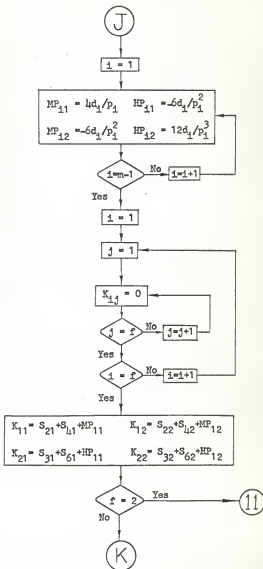 J
i = 1
MP_i1 = 4d_i/p_i HP_i1 = -6d_i/p_i^2
MP_i2 = -6d_i/p_i^2 HP_i2 = 12d_i/p_i^3
i=m-1 No i=i+1
Yes
i = 1
j = 1
K_ij = 0
j = f No j=j+1
Yes
i = f No i=i+1
Yes
K_11 = S_21+S_41+MP_11 K_12 = S_22+S_42+MP_12
K_21 = S_31+S_61+HP_11 K_22 = S_32+S_62+HP_12
f = 2 Yes 11
No
K